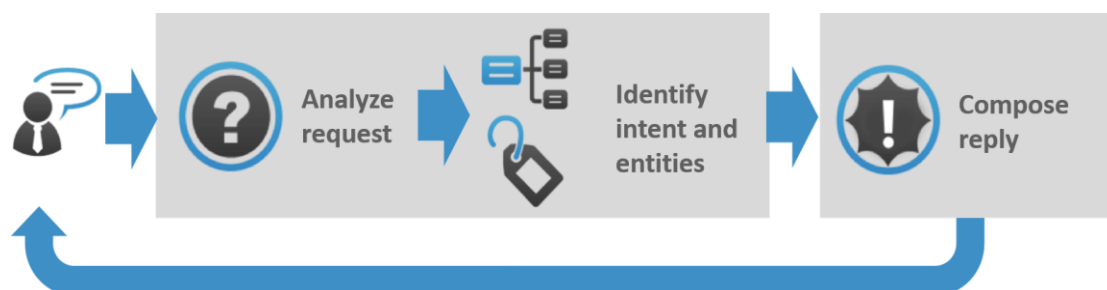 Analyze
request
Identify
intent and
entities
Compose
reply